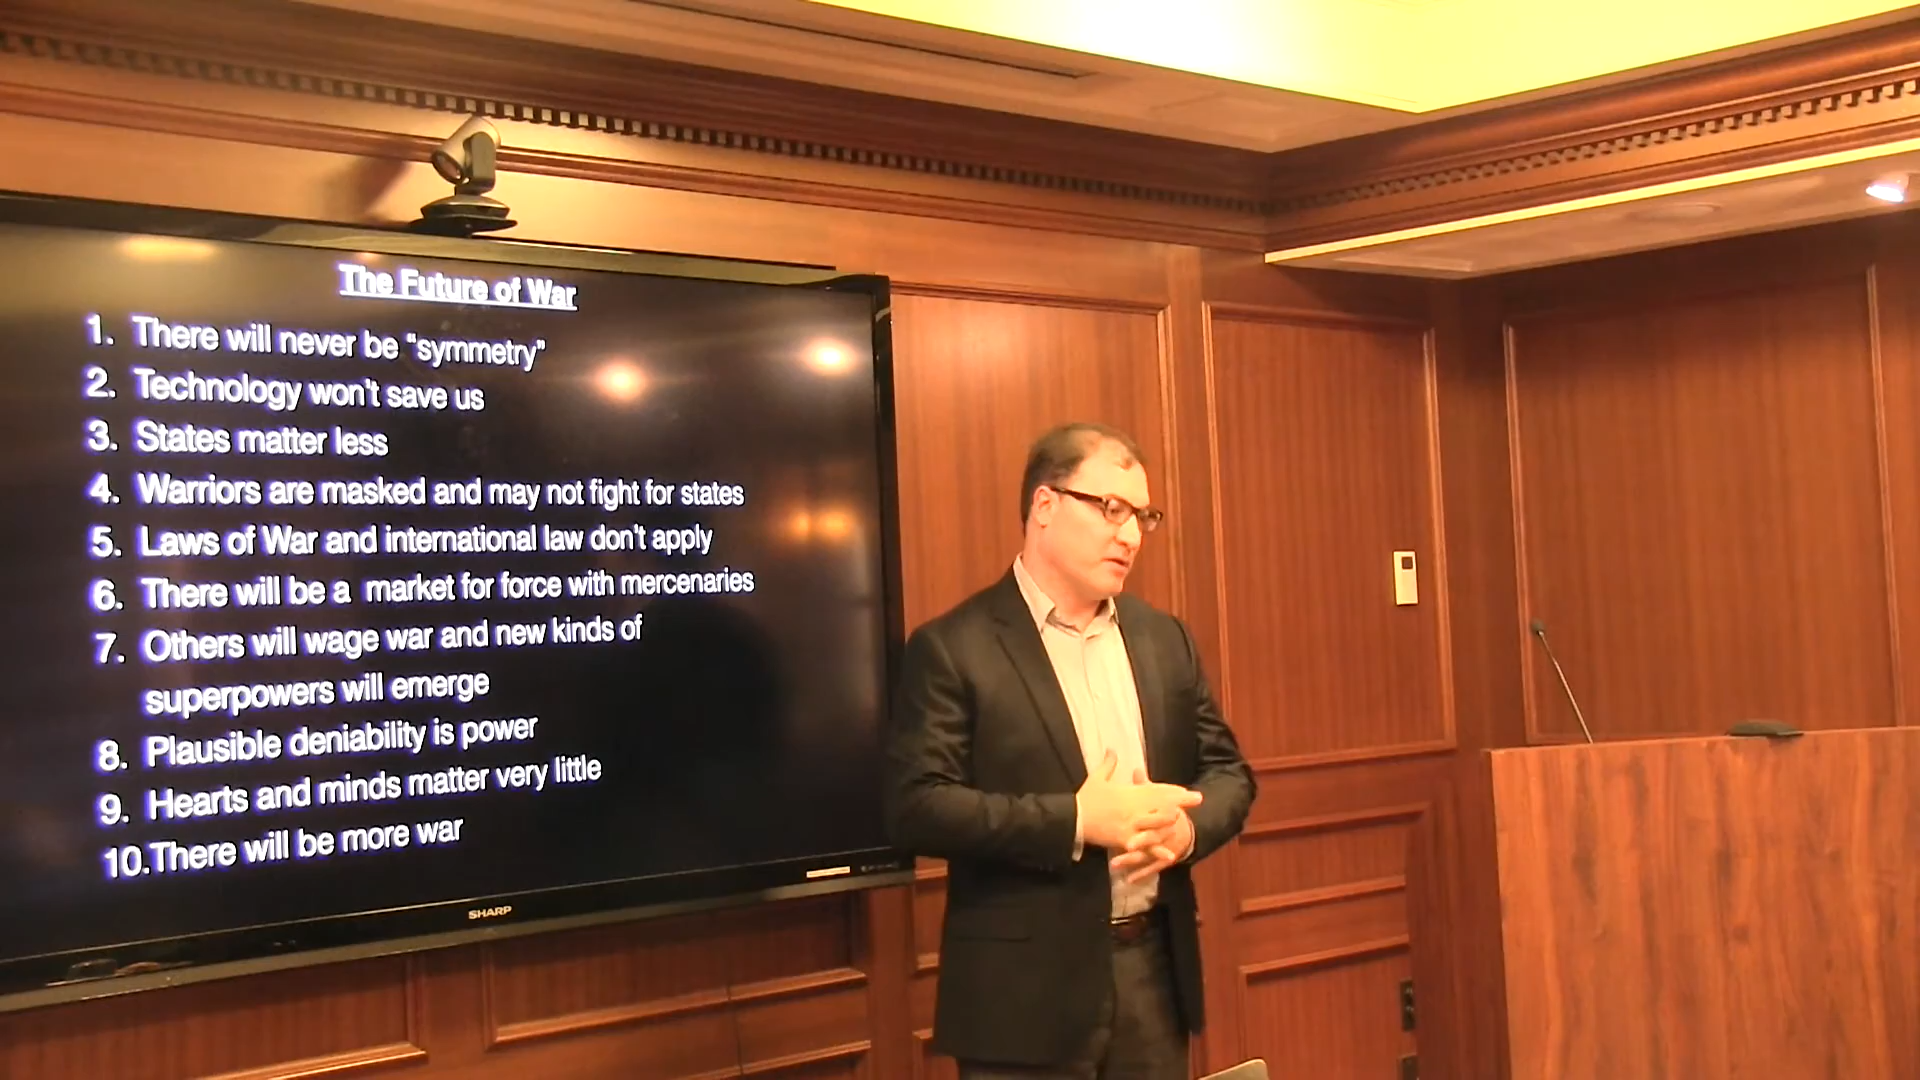 The Future of War
1. There will never be “symmetry”
2. Technology won't save us
3. States matter less
4. Warriors are masked and may not fight for states
5. Laws of War and international law don't apply
6. There will be a market for force with mercenaries
7. Others will wage war and new kinds of
superpowers will emerge
8. Plausible deniability is power
9. Hearts and minds matter very little
10.There will be more war
SHARP